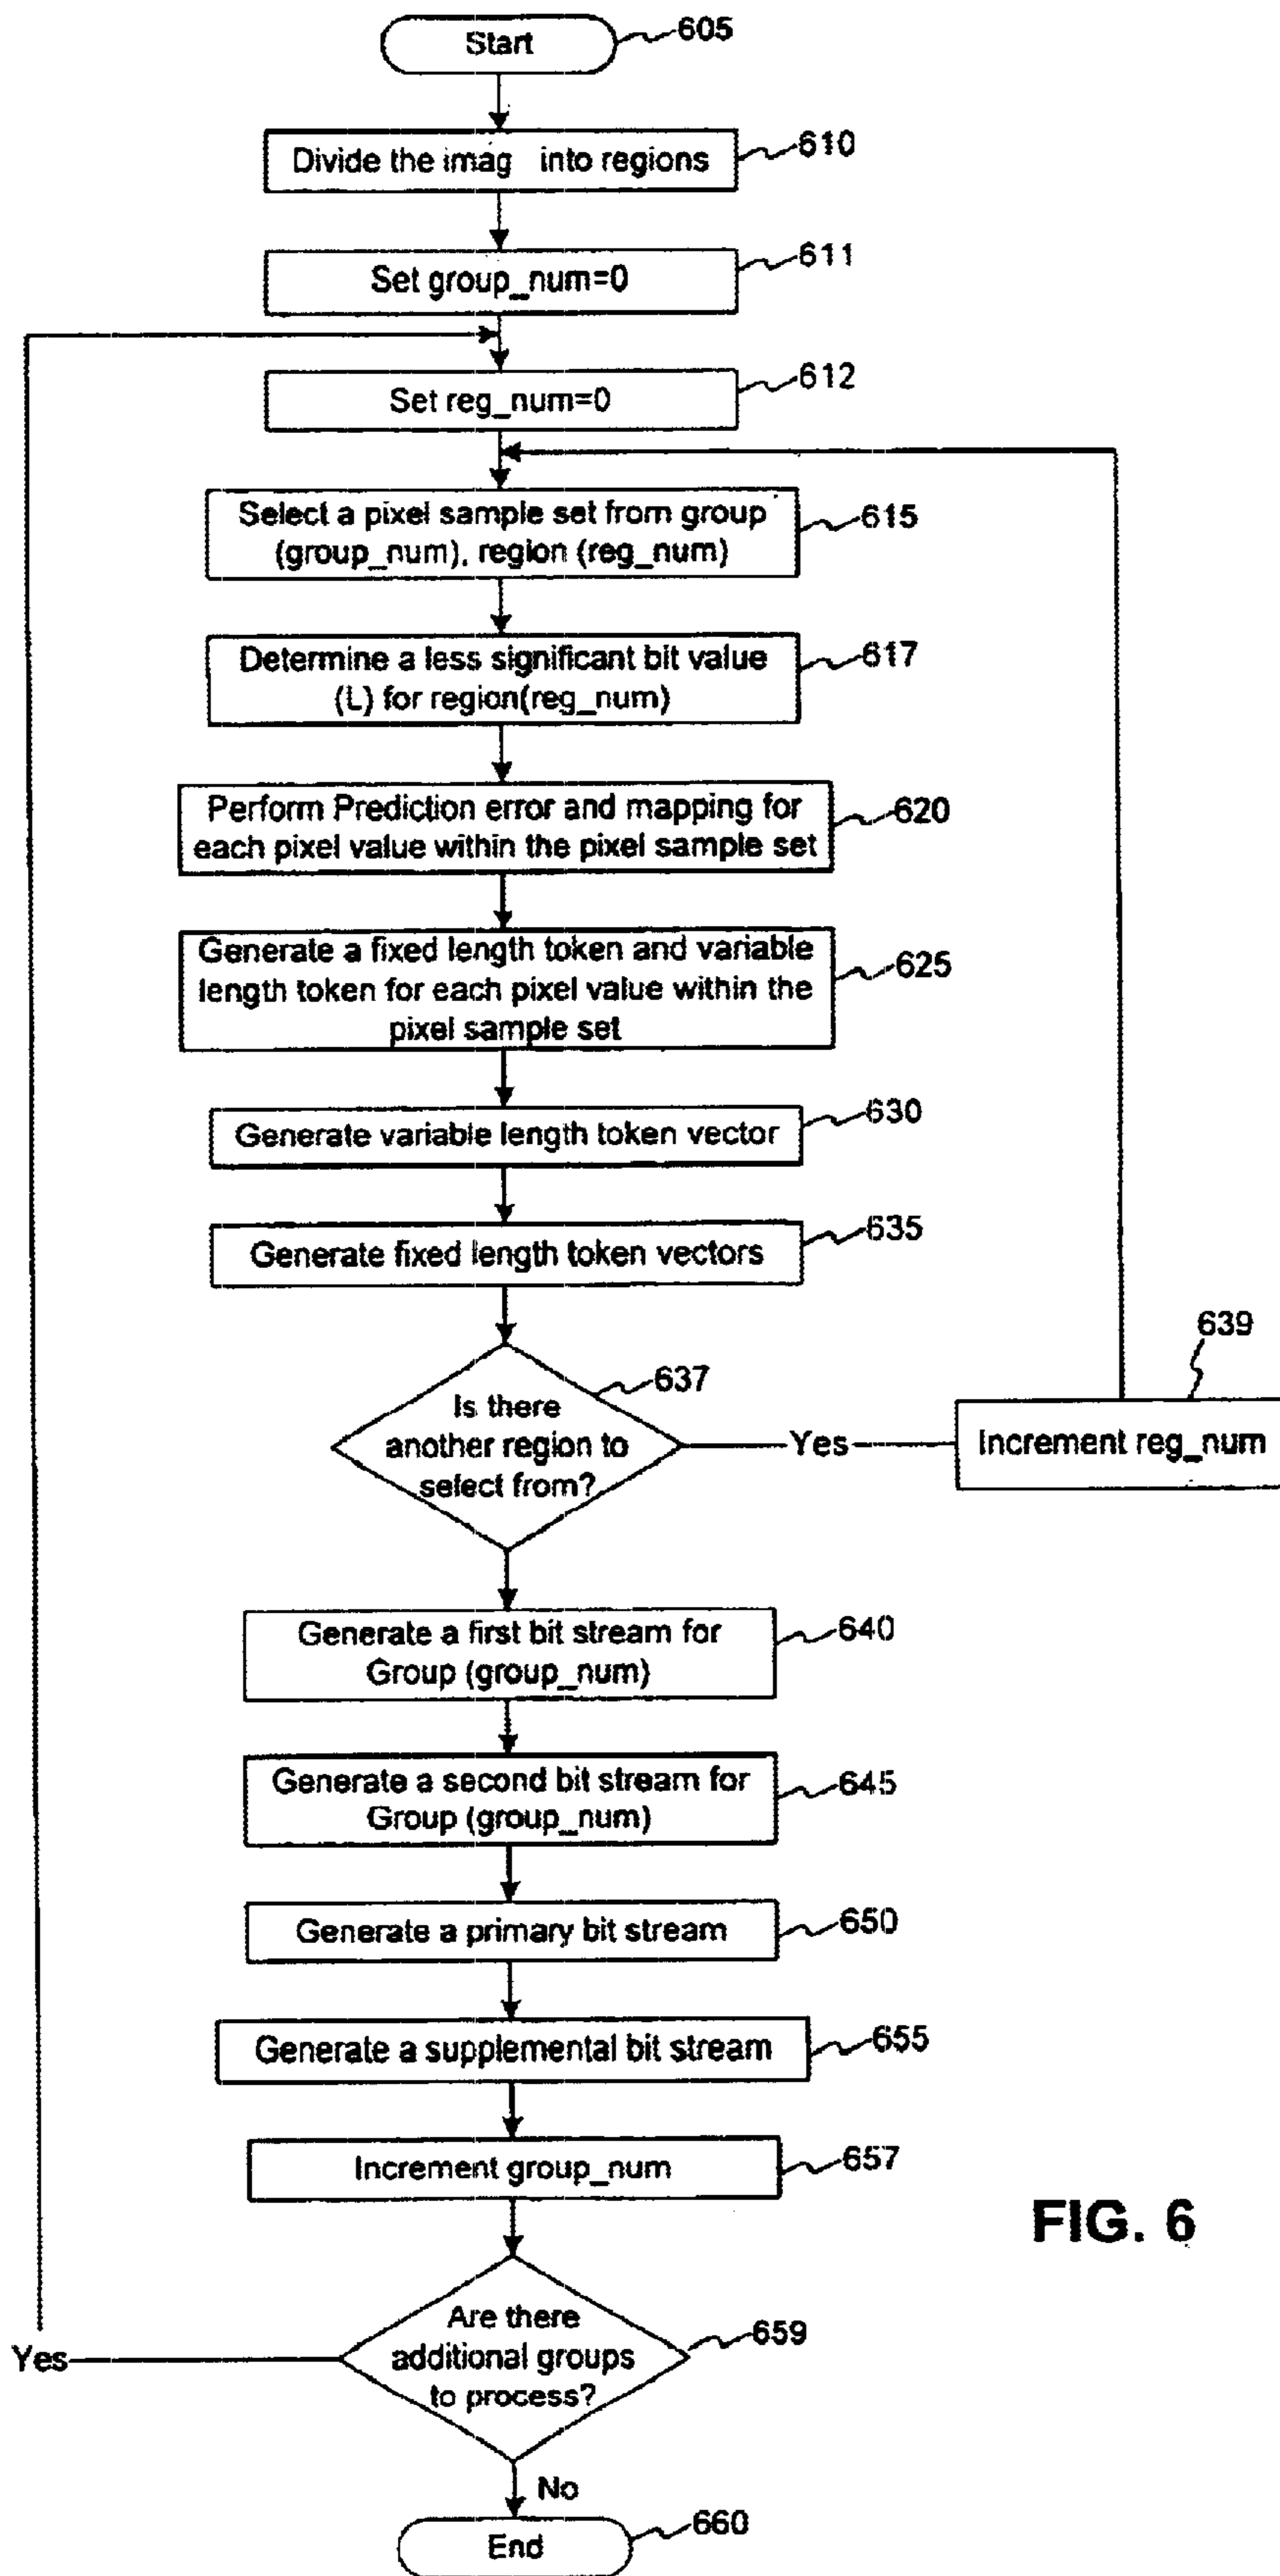 Start
605
Divide the imag into regions
610
Set group_num=0
611
Set reg_num=0
612
Select a pixel sample set from group
(group_num), region (reg_num)
615
Determine a less significant bit value
(L) for region(reg_num)
617
Perform Prediction error and mapping for
each pixel value within the pixel sample set
620
Generate a fixed length token and variable
length token for each pixel value within the
pixel sample set
625
Generate variable length token vector
630
Generate fixed length token vectors
635
Is there
another region to
select from?
637
Yes
Increment reg_num
639
Generate a first bit stream for
Group (group_num)
640
Generate a second bit stream for
Group (group_num)
645
Generate a primary bit stream
650
Generate a supplemental bit stream
655
Increment group_num
657
Are there
additional groups
to process?
659
Yes
No
End
660
FIG. 6